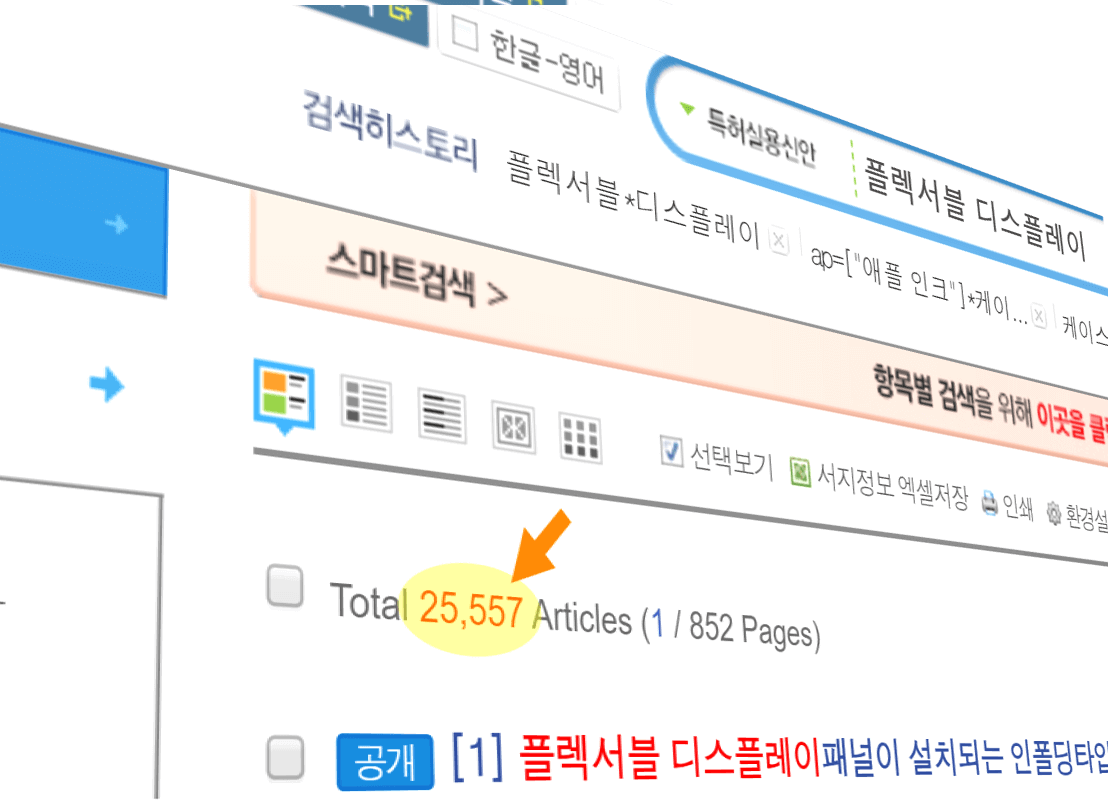 한글-영어
특허실용신안 플렉서블 디스플레이
검색히스토리 플렉서블*디스플레이 x ap=["애플 인크"]*케이... x 케이스
스마트검색 >
항목별 검색을 위해 이곳을
선택보기 서지정보 엑셀저장 인쇄
Total 25,557 Articles (1 / 852 Pages)
공개 [1] 플렉서블 디스플레이패널이 설치되는 인폴딩타입